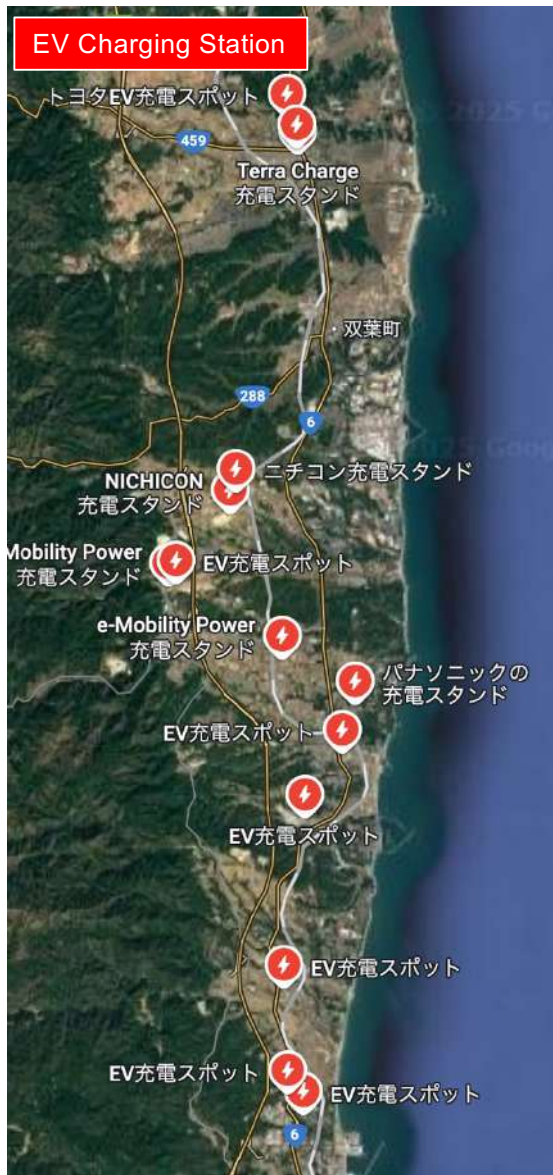 EV Charging Station
トヨタEV充電スポット
459
Terra Charge
充電スタンド
・双葉町
288
6
ニチコン充電スタンド
NICHICON
充電スタンド
Mobility Power
充電スタンド
EV充電スポット
e-Mobility Power
充電スタンド
パナソニックの
充電スタンド
EV充電スポット
EV充電スポット
EV充電スポット
EV充電スポット
EV充電スポット
6